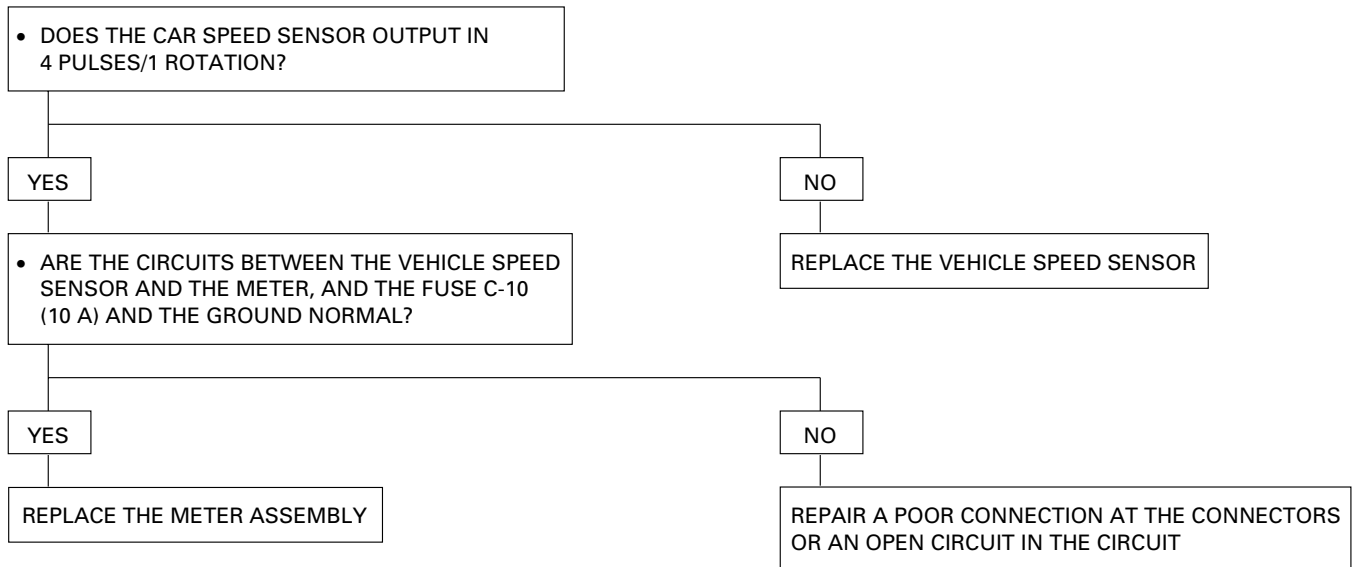 • DOES THE CAR SPEED SENSOR OUTPUT IN
4 PULSES/1 ROTATION?
YES
NO
• ARE THE CIRCUITS BETWEEN THE VEHICLE SPEED
SENSOR AND THE METER, AND THE FUSE C-10
(10 A) AND THE GROUND NORMAL?
REPLACE THE VEHICLE SPEED SENSOR
YES
NO
REPLACE THE METER ASSEMBLY
REPAIR A POOR CONNECTION AT THE CONNECTORS
OR AN OPEN CIRCUIT IN THE CIRCUIT